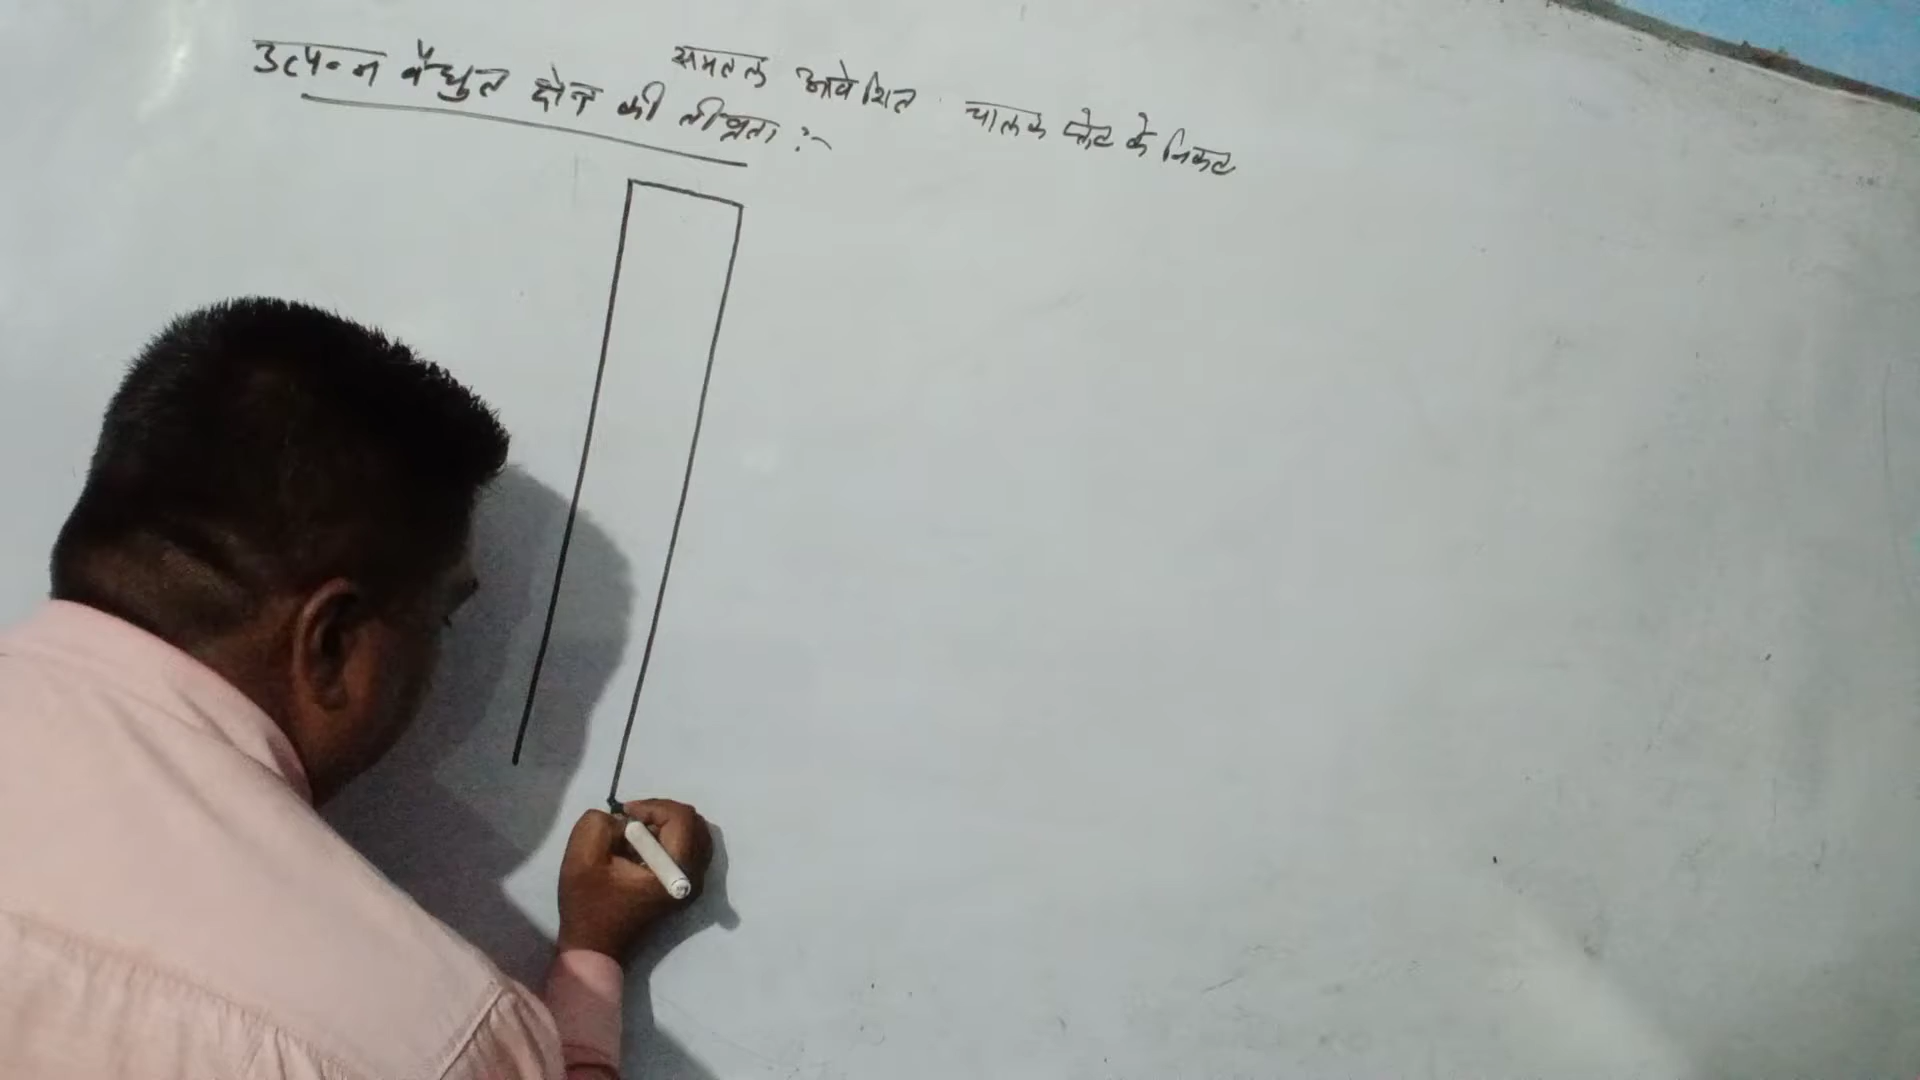 समतल आवेशित चालक प्लेट के निकट
उत्पन्न वैधुत क्षेत्र की तीव्रता :-